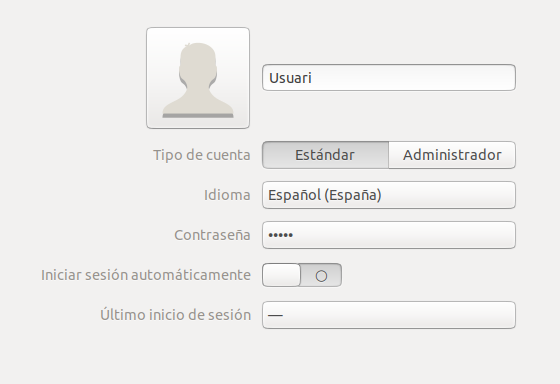 Usuari
Tipo de cuenta Estándar Administrador
Idioma Español (España)
Contraseña •••••
Iniciar sesión automáticamente
Último inicio de sesión —